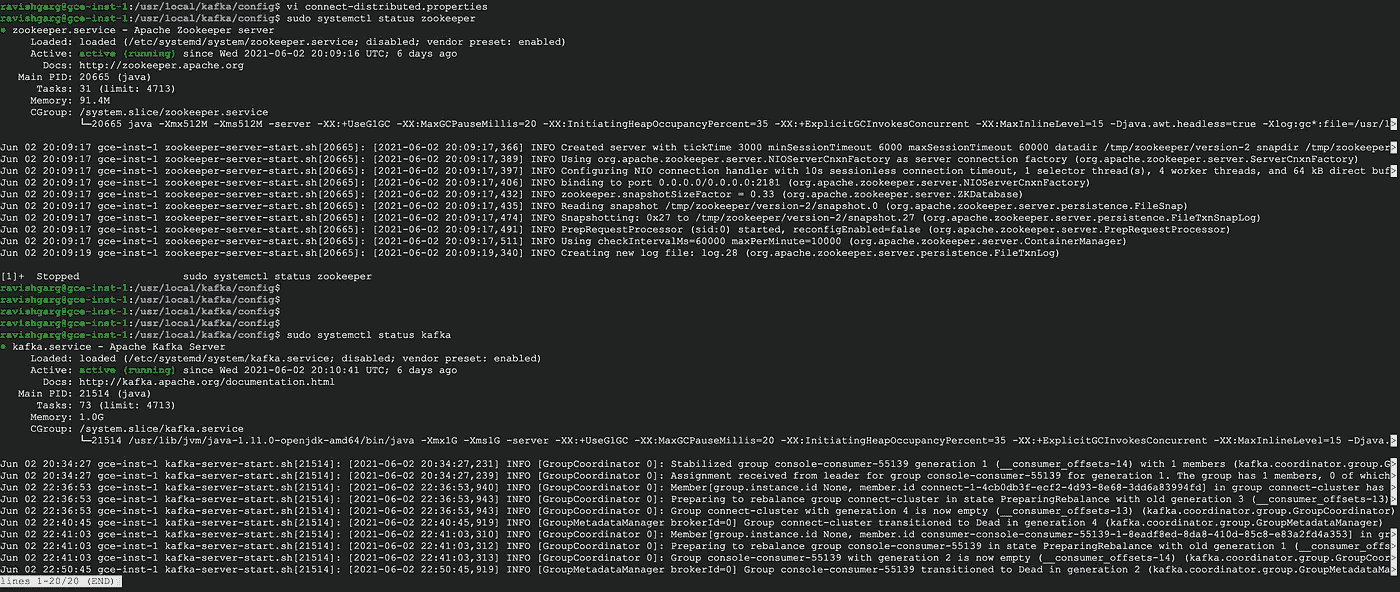 ravishgarg@gce-inst-1:/usr/local/kafka/config$ vi connect-distributed.properties
ravishgarg@gce-inst-1:/usr/local/kafka/config$ sudo systemctl status zookeeper
* zookeeper.service - Apache Zookeeper server
Loaded: loaded (/etc/systemd/system/zookeeper.service; disabled; vendor preset: enabled)
Active: active (running) since Wed 2021-06-02 20:09:16 UTC; 6 days ago
Docs: http://zookeeper.apache.org
Main PID: 20665 (java)
Tasks: 31 (limit: 4713)
Memory: 91.4M
CGroup: /system.slice/zookeeper.service
└─20665 java -Xmx512M -Xms512M -server -XX:+UseG1GC -XX:MaxGCPauseMillis=20 -XX:InitiatingHeapOccupancyPercent=35 -XX:+ExplicitGCInvokesConcurrent -XX:MaxInlineLevel=15 -Djava.awt.headless=true -Xlog:gc*:file=/usr/l>
Jun 02 20:09:17 gce-inst-1 zookeeper-server-start.sh[20665]: [2021-06-02 20:09:17,366] INFO Created server with tickTime 3000 minSessionTimeout 6000 maxSessionTimeout 60000 datadir /tmp/zookeeper/version-2 snapdir /tmp/zookeeper>
Jun 02 20:09:17 gce-inst-1 zookeeper-server-start.sh[20665]: [2021-06-02 20:09:17,389] INFO Using org.apache.zookeeper.server.NIOServerCnxnFactory as server connection factory (org.apache.zookeeper.server.ServerCnxnFactory)
Jun 02 20:09:17 gce-inst-1 zookeeper-server-start.sh[20665]: [2021-06-02 20:09:17,397] INFO Configuring NIO connection handler with 10s sessionless connection timeout, 1 selector thread(s), 4 worker threads, and 64 kB direct buf>
Jun 02 20:09:17 gce-inst-1 zookeeper-server-start.sh[20665]: [2021-06-02 20:09:17,406] INFO binding to port 0.0.0.0/0.0.0.0:2181 (org.apache.zookeeper.server.NIOServerCnxnFactory)
Jun 02 20:09:17 gce-inst-1 zookeeper-server-start.sh[20665]: [2021-06-02 20:09:17,432] INFO zookeeper.snapshotSizeFactor = 0.33 (org.apache.zookeeper.server.ZKDatabase)
Jun 02 20:09:17 gce-inst-1 zookeeper-server-start.sh[20665]: [2021-06-02 20:09:17,435] INFO Reading snapshot /tmp/zookeeper/version-2/snapshot.0 (org.apache.zookeeper.server.persistence.FileSnap)
Jun 02 20:09:17 gce-inst-1 zookeeper-server-start.sh[20665]: [2021-06-02 20:09:17,474] INFO Snapshotting: 0x27 to /tmp/zookeeper/version-2/snapshot.27 (org.apache.zookeeper.server.persistence.FileTxnSnapLog)
Jun 02 20:09:17 gce-inst-1 zookeeper-server-start.sh[20665]: [2021-06-02 20:09:17,491] INFO PrepRequestProcessor (sid:0) started, reconfigEnabled=false (org.apache.zookeeper.server.PrepRequestProcessor)
Jun 02 20:09:17 gce-inst-1 zookeeper-server-start.sh[20665]: [2021-06-02 20:09:17,511] INFO Using checkIntervalMs=60000 maxPerMinute=10000 (org.apache.zookeeper.server.ContainerManager)
Jun 02 20:09:19 gce-inst-1 zookeeper-server-start.sh[20665]: [2021-06-02 20:09:19,340] INFO Creating new log file: log.28 (org.apache.zookeeper.server.persistence.FileTxnLog)
[1]+  Stopped                 sudo systemctl status zookeeper
ravishgarg@gce-inst-1:/usr/local/kafka/config$
ravishgarg@gce-inst-1:/usr/local/kafka/config$
ravishgarg@gce-inst-1:/usr/local/kafka/config$
ravishgarg@gce-inst-1:/usr/local/kafka/config$
ravishgarg@gce-inst-1:/usr/local/kafka/config$ sudo systemctl status kafka
* kafka.service - Apache Kafka Server
Loaded: loaded (/etc/systemd/system/kafka.service; disabled; vendor preset: enabled)
Active: active (running) since Wed 2021-06-02 20:10:41 UTC; 6 days ago
Docs: http://kafka.apache.org/documentation.html
Main PID: 21514 (java)
Tasks: 73 (limit: 4713)
Memory: 1.0G
CGroup: /system.slice/kafka.service
└─21514 /usr/lib/jvm/java-1.11.0-openjdk-amd64/bin/java -Xmx1G -Xms1G -server -XX:+UseG1GC -XX:MaxGCPauseMillis=20 -XX:InitiatingHeapOccupancyPercent=35 -XX:+ExplicitGCInvokesConcurrent -XX:MaxInlineLevel=15 -Djava.>
Jun 02 20:34:27 gce-inst-1 kafka-server-start.sh[21514]: [2021-06-02 20:34:27,231] INFO [GroupCoordinator 0]: Stabilized group console-consumer-55139 generation 1 (__consumer_offsets-14) with 1 members (kafka.coordinator.group.G>
Jun 02 20:34:27 gce-inst-1 kafka-server-start.sh[21514]: [2021-06-02 20:34:27,239] INFO [GroupCoordinator 0]: Assignment received from leader for group console-consumer-55139 for generation 1. The group has 1 members, 0 of which>
Jun 02 22:36:53 gce-inst-1 kafka-server-start.sh[21514]: [2021-06-02 22:36:53,940] INFO [GroupCoordinator 0]: Member[group.instance.id None, member.id connect-1-4cb0db3f-ecf2-4d93-8e68-3dd6a83994fd] in group connect-cluster has >
Jun 02 22:36:53 gce-inst-1 kafka-server-start.sh[21514]: [2021-06-02 22:36:53,943] INFO [GroupCoordinator 0]: Preparing to rebalance group connect-cluster in state PreparingRebalance with old generation 3 (__consumer_offsets-13)>
Jun 02 22:36:53 gce-inst-1 kafka-server-start.sh[21514]: [2021-06-02 22:36:53,943] INFO [GroupCoordinator 0]: Group connect-cluster with generation 4 is now empty (__consumer_offsets-13) (kafka.coordinator.group.GroupCoordinator)
Jun 02 22:40:45 gce-inst-1 kafka-server-start.sh[21514]: [2021-06-02 22:40:45,919] INFO [GroupMetadataManager brokerId=0] Group connect-cluster transitioned to Dead in generation 4 (kafka.coordinator.group.GroupMetadataManager)
Jun 02 22:41:03 gce-inst-1 kafka-server-start.sh[21514]: [2021-06-02 22:41:03,310] INFO [GroupCoordinator 0]: Member[group.instance.id None, member.id consumer-console-consumer-55139-1-8eadf8ed-8da8-410d-85c8-e83a2fd4a353] in gr>
Jun 02 22:41:03 gce-inst-1 kafka-server-start.sh[21514]: [2021-06-02 22:41:03,312] INFO [GroupCoordinator 0]: Preparing to rebalance group console-consumer-55139 in state PreparingRebalance with old generation 1 (__consumer_offs>
Jun 02 22:41:03 gce-inst-1 kafka-server-start.sh[21514]: [2021-06-02 22:41:03,313] INFO [GroupCoordinator 0]: Group console-consumer-55139 with generation 2 is now empty (__consumer_offsets-14) (kafka.coordinator.group.GroupCoor>
Jun 02 22:50:45 gce-inst-1 kafka-server-start.sh[21514]: [2021-06-02 22:50:45,919] INFO [GroupMetadataManager brokerId=0] Group console-consumer-55139 transitioned to Dead in generation 2 (kafka.coordinator.group.GroupMetadataMa>
lines 1-20/20 (END)